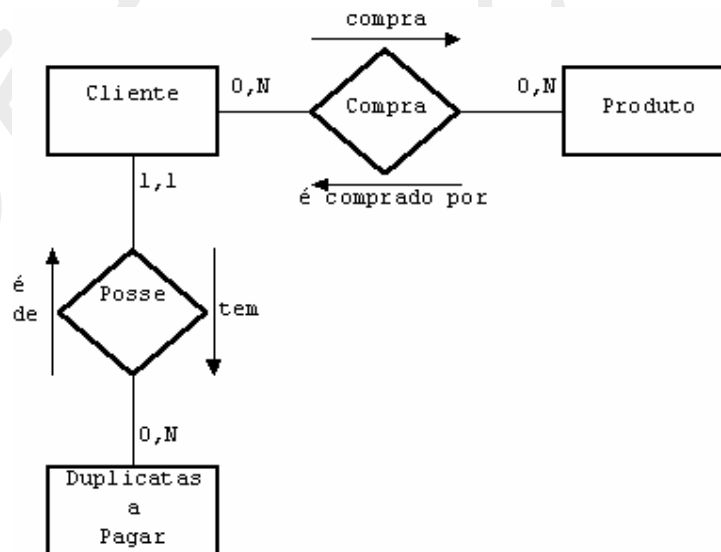 compra
Cliente
0,N
Compra
0,N
Produto
é comprado por
1,1
é
de
Posse
tem
0,N
Duplicatas
a
Pagar